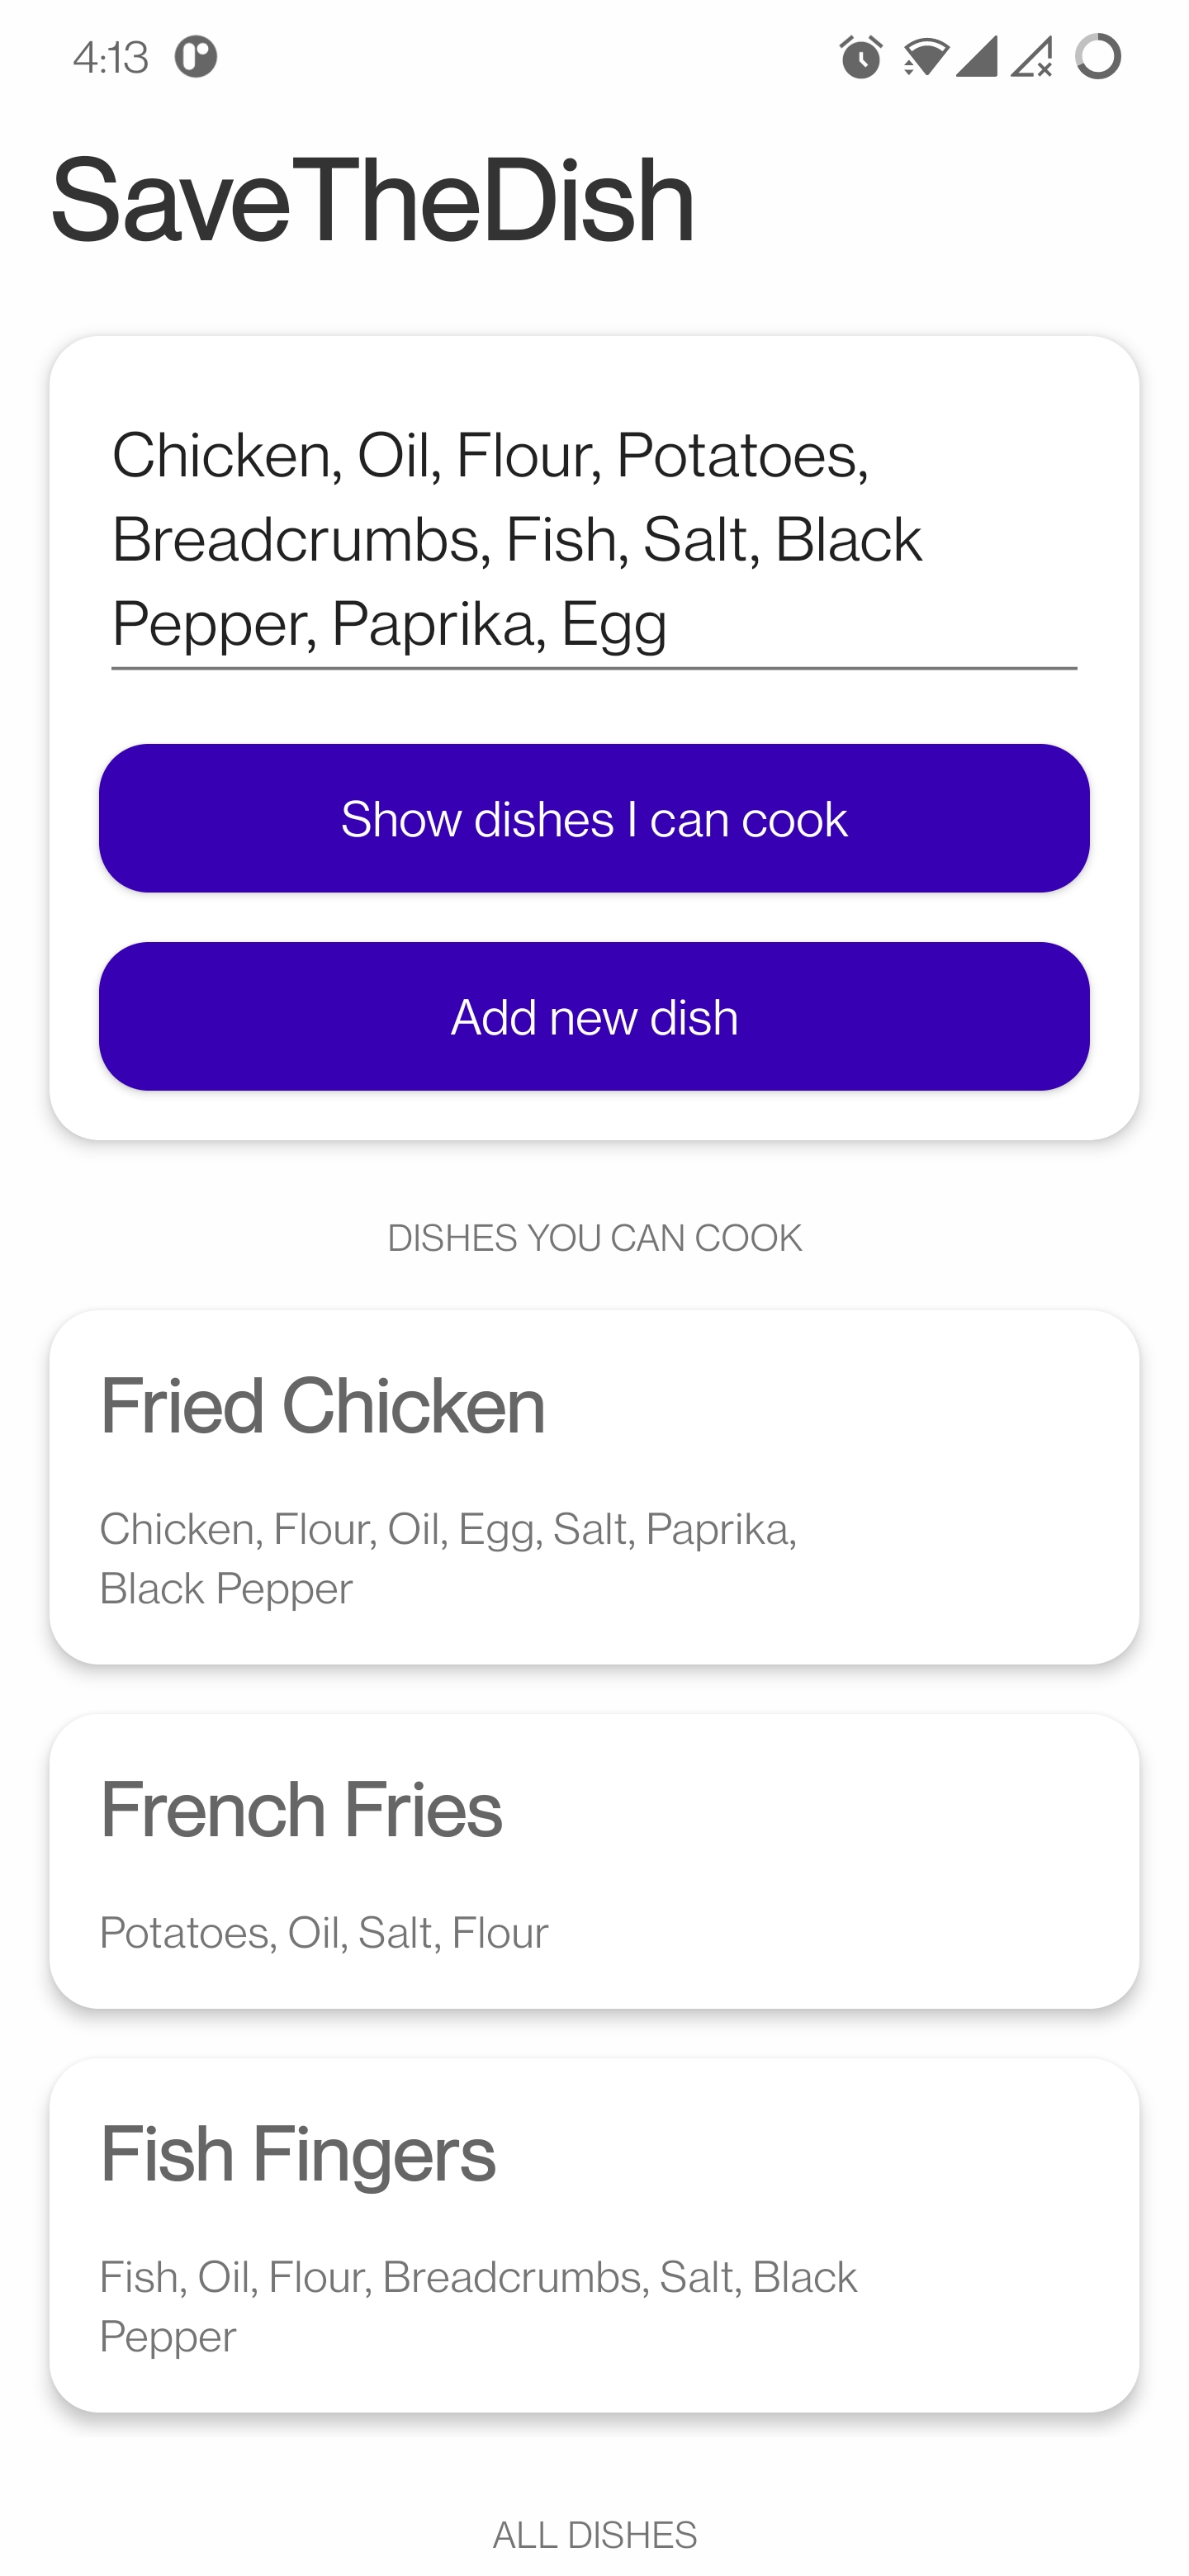 4:13
SaveTheDish
Chicken, Oil, Flour, Potatoes,
Breadcrumbs, Fish, Salt, Black
Pepper, Paprika, Egg
Show dishes I can cook
Add new dish
DISHES YOU CAN COOK
Fried Chicken
Chicken, Flour, Oil, Egg, Salt, Paprika,
Black Pepper
French Fries
Potatoes, Oil, Salt, Flour
Fish Fingers
Fish, Oil, Flour, Breadcrumbs, Salt, Black
Pepper
ALL DISHES